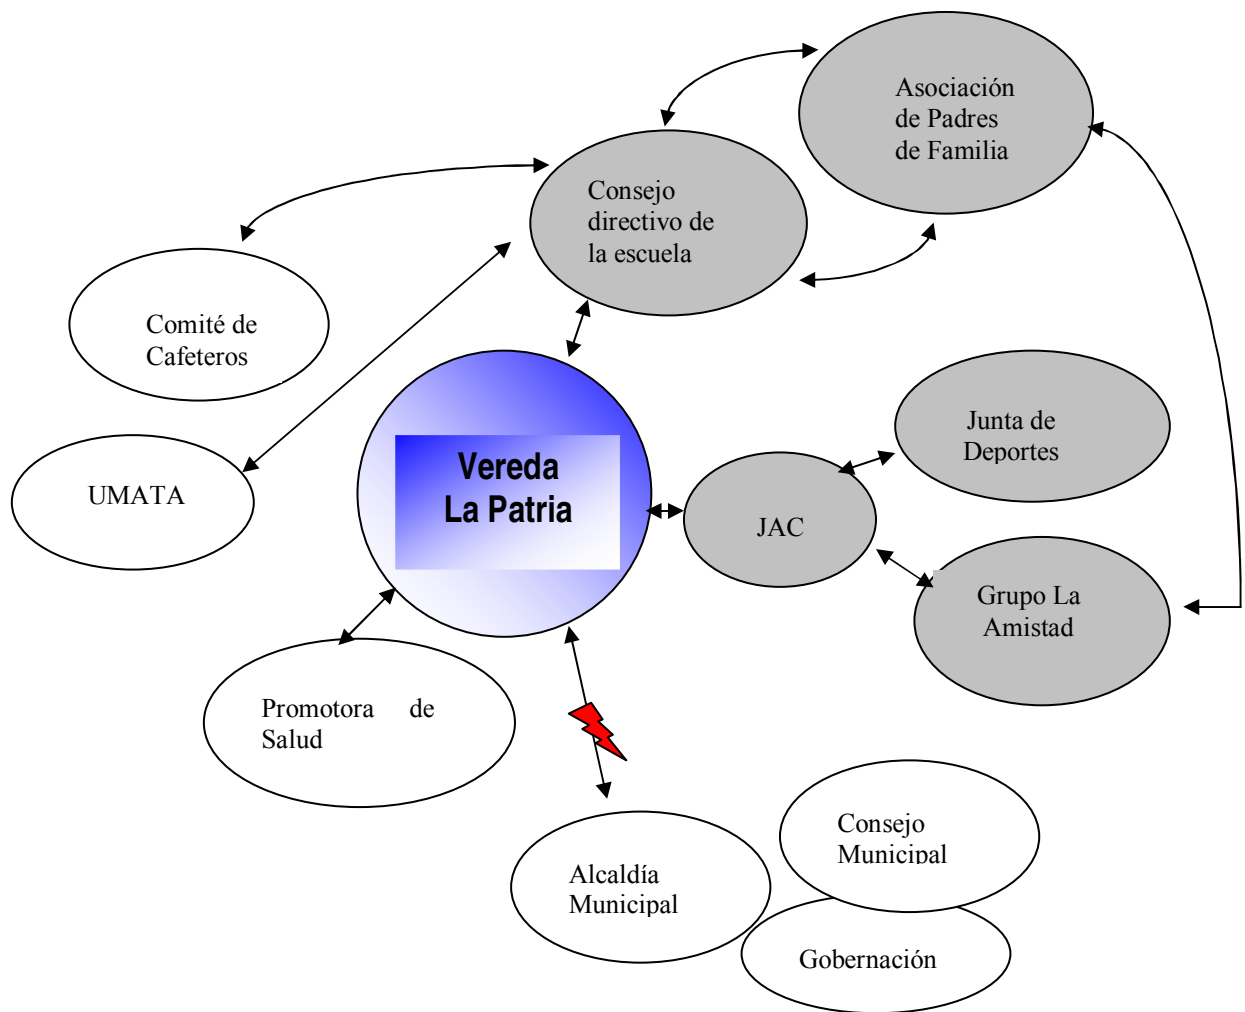 Asociación
de Padres
de Familia
Consejo
directivo de
la escuela
Comité de
Cafeteros
Junta de
Deportes
Vereda
La Patria
UMATA
JAC
Grupo La
Amistad
Promotora de
Salud
Consejo
Municipal
Alcaldía
Municipal
Gobernación